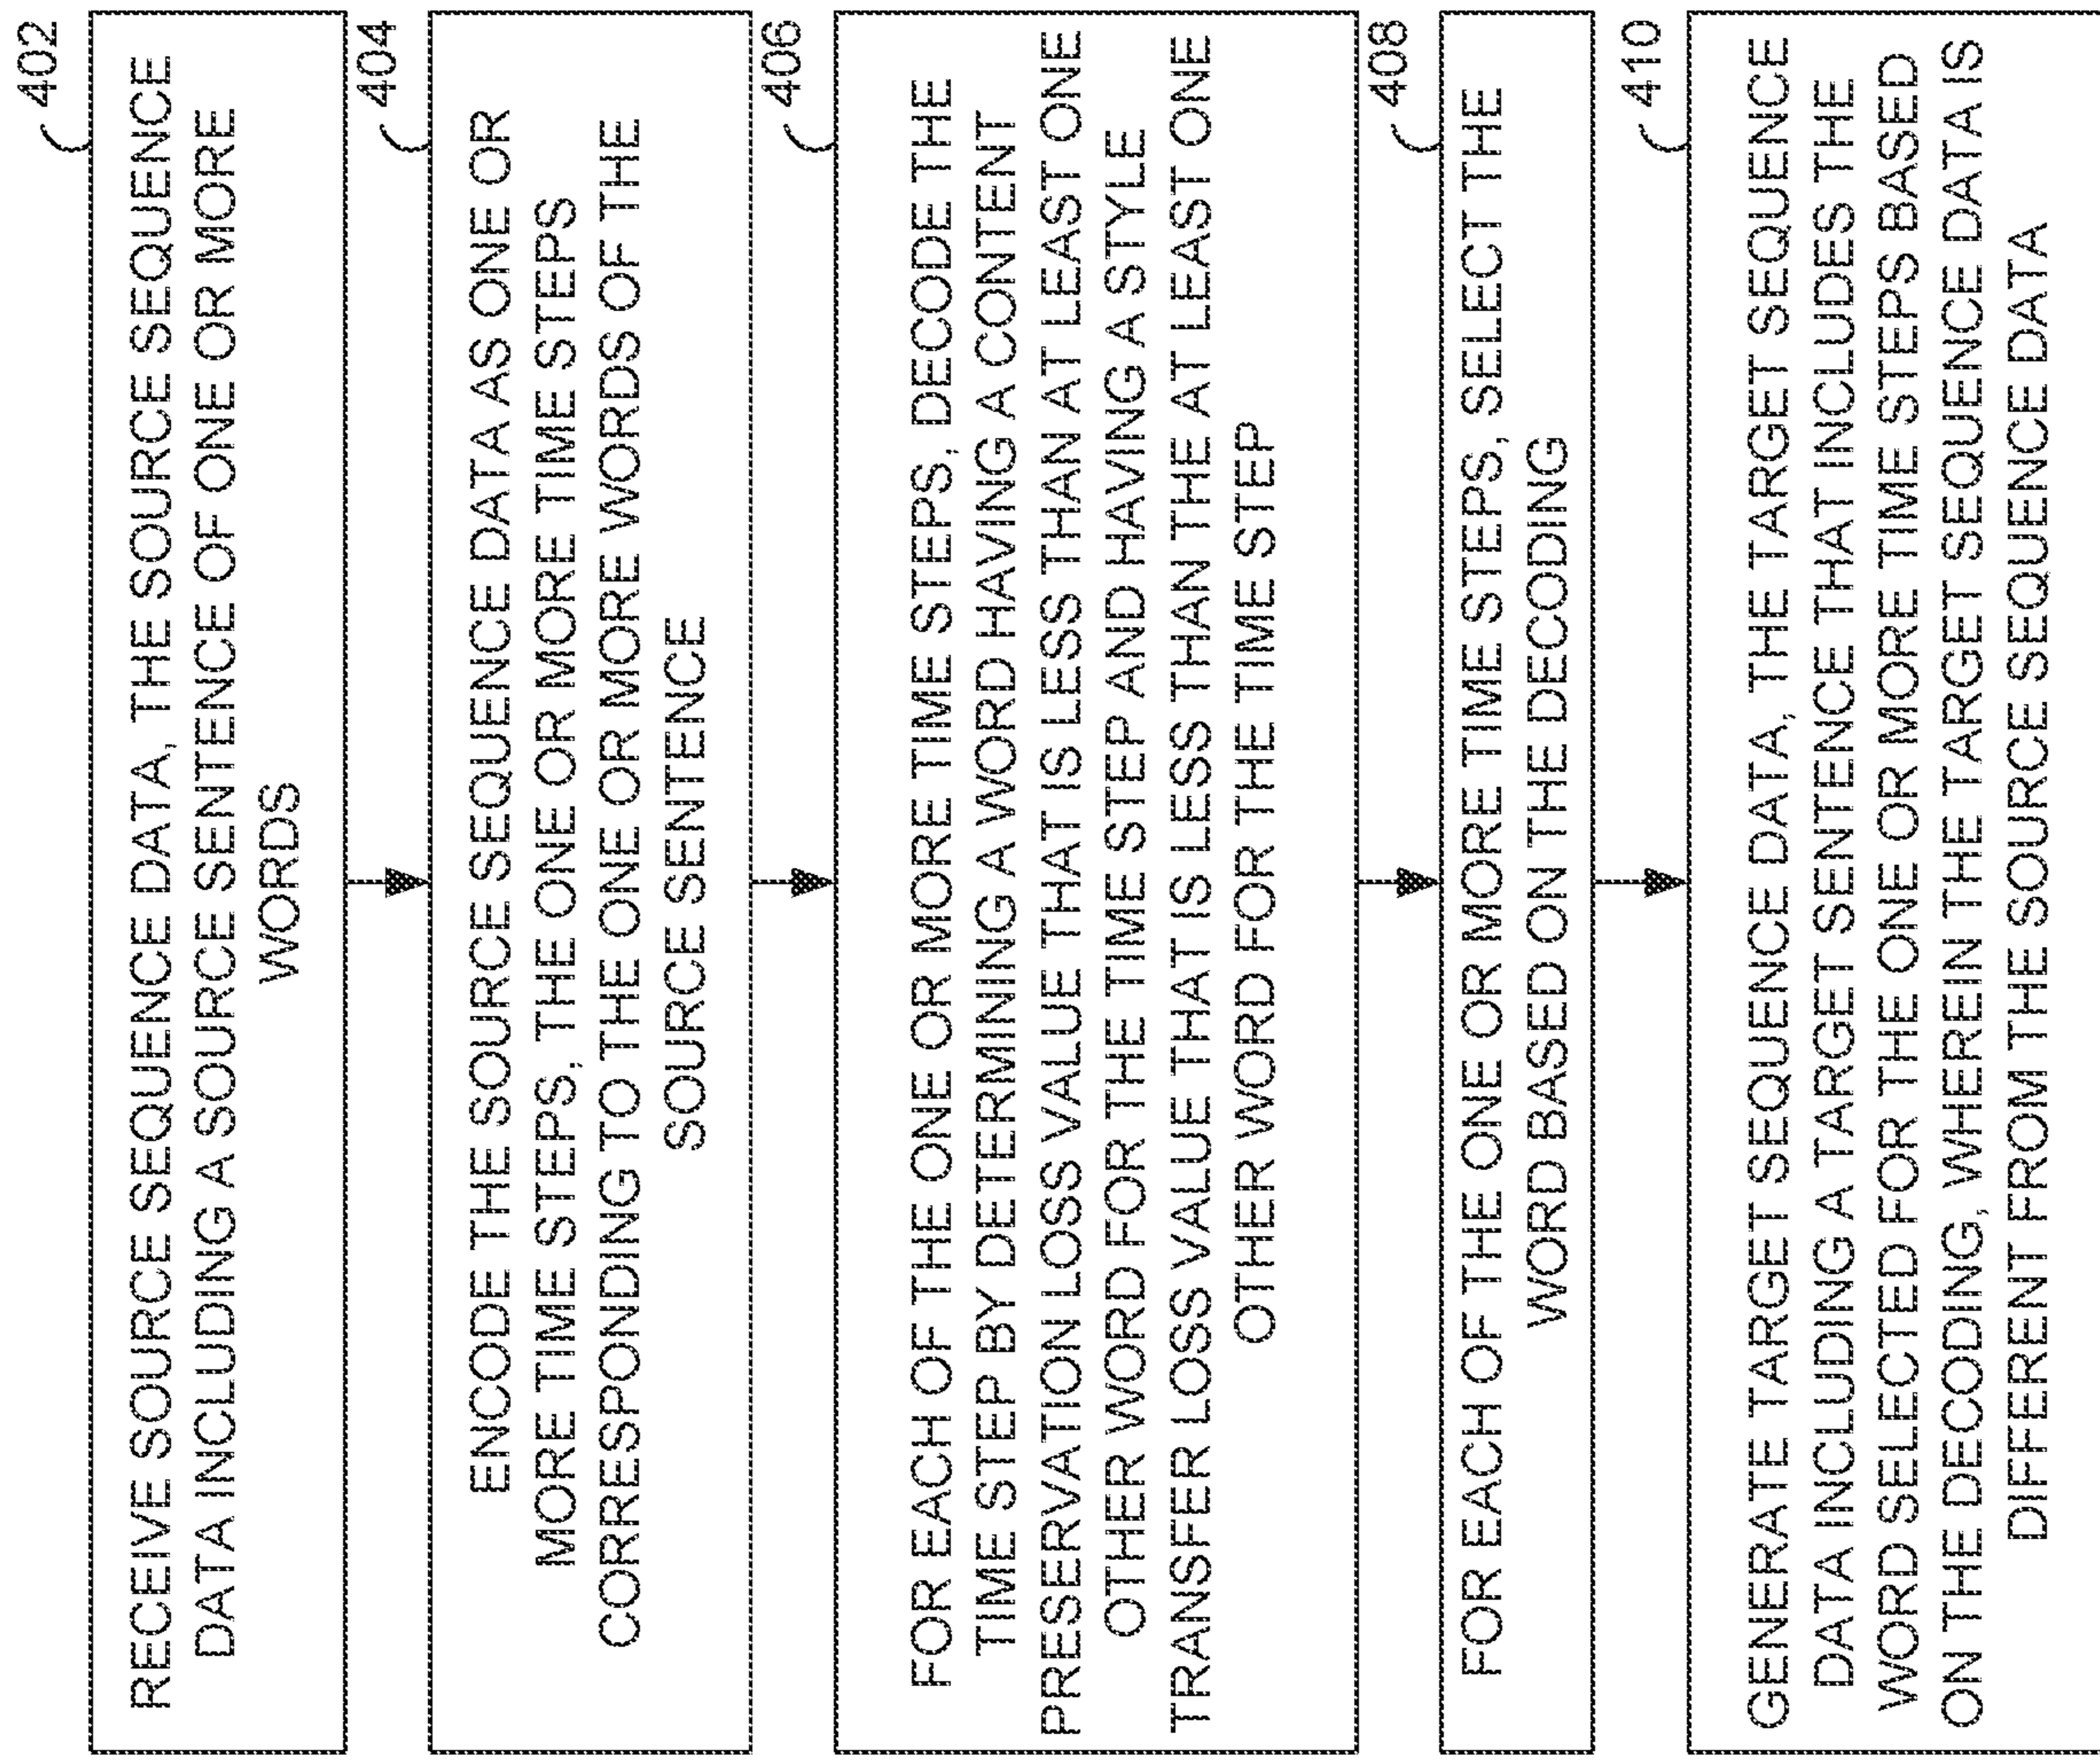 402
RECEIVE SOURCE SEQUENCE DATA, THE SOURCE SEQUENCE
DATA INCLUDING A SOURCE SENTENCE OF ONE OR MORE
WORDS
404
ENCODE THE SOURCE SEQUENCE DATA AS ONE OR
MORE TIME STEPS, THE ONE OR MORE TIME STEPS
CORRESPONDING TO THE ONE OR MORE WORDS OF THE
SOURCE SENTENCE
406
FOR EACH OF THE ONE OR MORE TIME STEPS, DECODE THE
TIME STEP BY DETERMINING A WORD HAVING A CONTENT
PRESERVATION LOSS VALUE THAT IS LESS THAN AT LEAST ONE
OTHER WORD FOR THE TIME STEP AND HAVING A STYLE
TRANSFER LOSS VALUE THAT IS LESS THAN THE AT LEAST ONE
OTHER WORD FOR THE TIME STEP
408
FOR EACH OF THE ONE OR MORE TIME STEPS, SELECT THE
WORD BASED ON THE DECODING
410
GENERATE TARGET SEQUENCE DATA, THE TARGET SEQUENCE
DATA INCLUDING A TARGET SENTENCE THAT INCLUDES THE
WORD SELECTED FOR THE ONE OR MORE TIME STEPS BASED
ON THE DECODING, WHEREIN THE TARGET SEQUENCE DATA IS
DIFFERENT FROM THE SOURCE SEQUENCE DATA